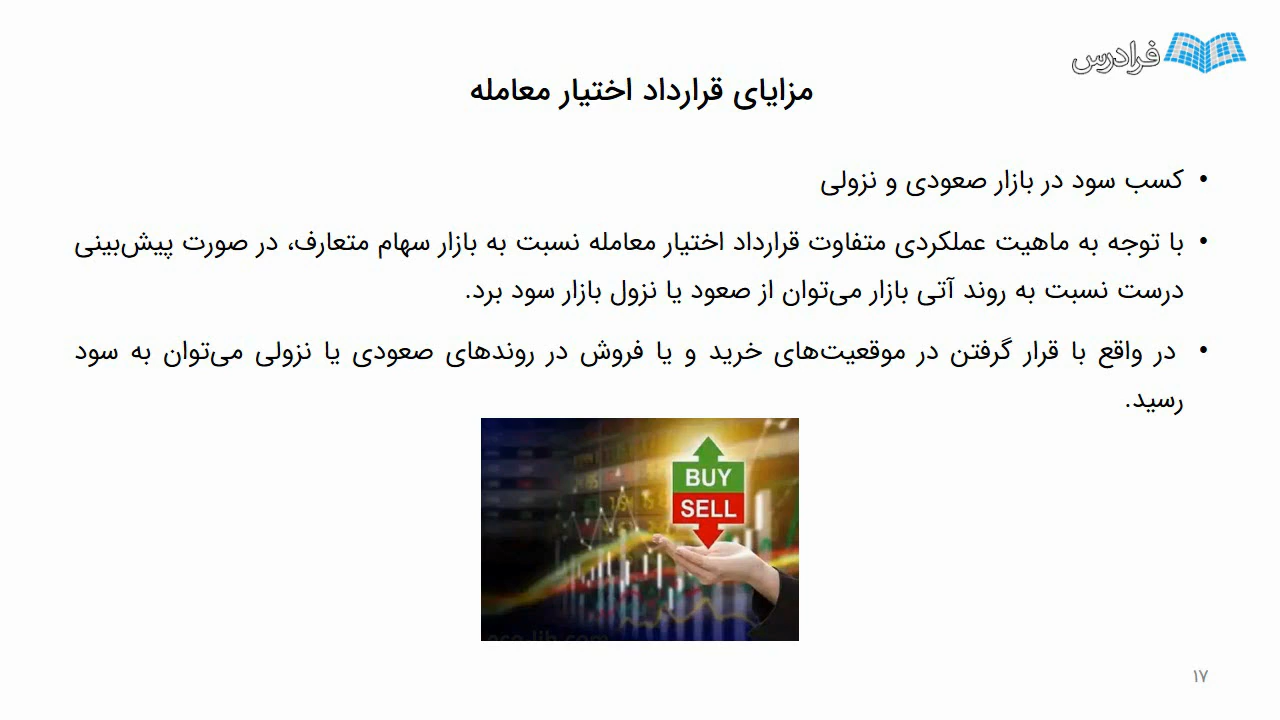 فرادرس
مزایای قرارداد اختیار معامله
• کسب سود در بازار صعودی و نزولی
• با توجه به ماهیت عملکردی متفاوت قرارداد اختیار معامله نسبت به بازار سهام متعارف، در صورت پیش‌بینی
درست نسبت به روند آتی بازار می‌توان از صعود یا نزول بازار سود برد.
• در واقع با قرار گرفتن در موقعیت‌های خرید و یا فروش در روندهای صعودی یا نزولی می‌توان به سود
رسید.
BUY
SELL
eco-lib.com
۱۷